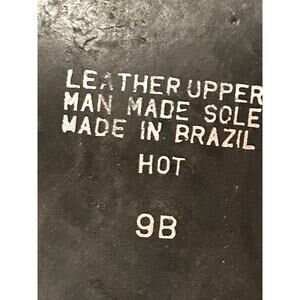 LEATHER UPPER
MAN MADE SOLE
MADE IN BRAZIL
HOT
9B